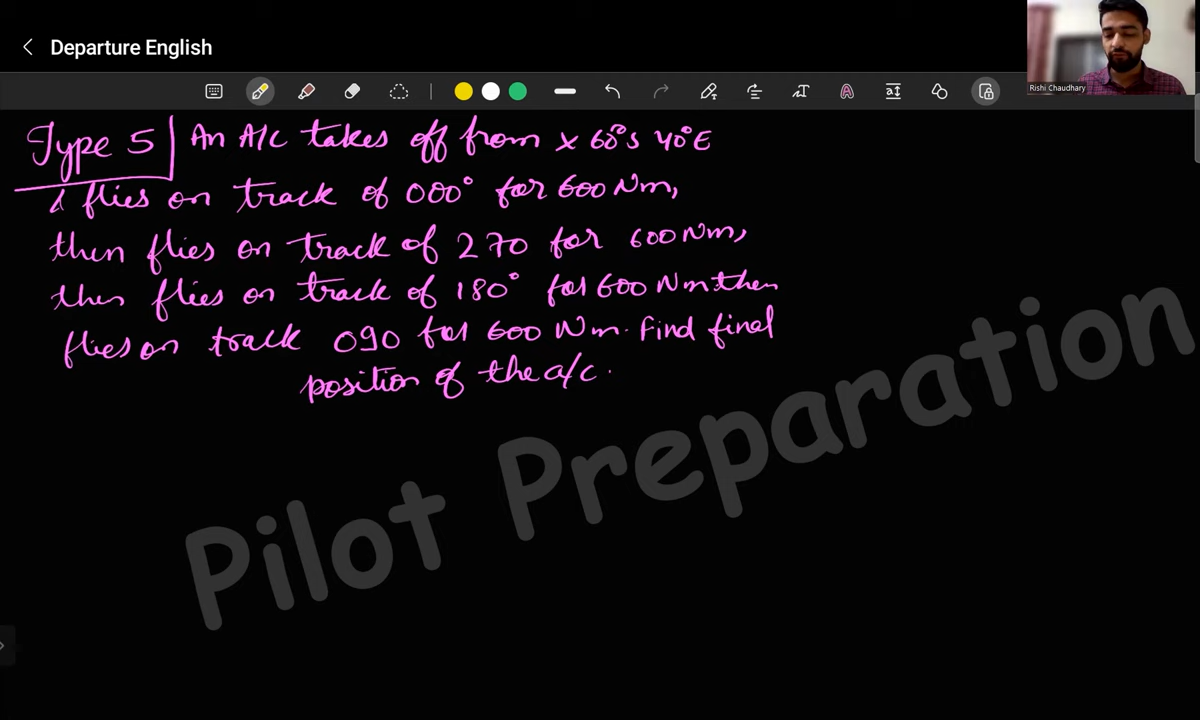 Departure English
Rishi Chaudhary
Type 5 An A/C takes off from x 60°S 40°E
& flies on track of 000° for 600 Nm,
then flies on track of 270 for 600 Nm,
then flies on track of 180° for 600 Nm. then
flies on track 090 for 600 Nm. Find final
position of the a/c.
Pilot Preparation